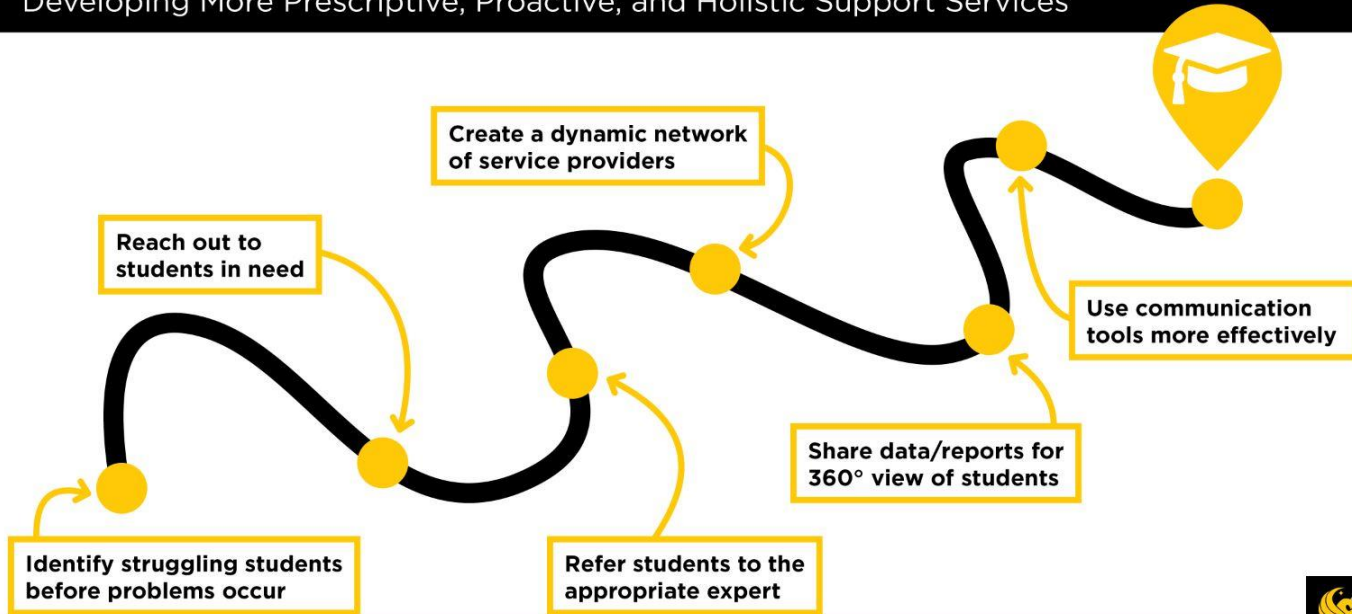 Developing More Prescriptive, Proactive, and Holistic Support Services
Create a dynamic network
of service providers
Reach out to
students in need
Use communication
tools more effectively
Share data/reports for
360° view of students
Identify struggling students
before problems occur
Refer students to the
appropriate expert